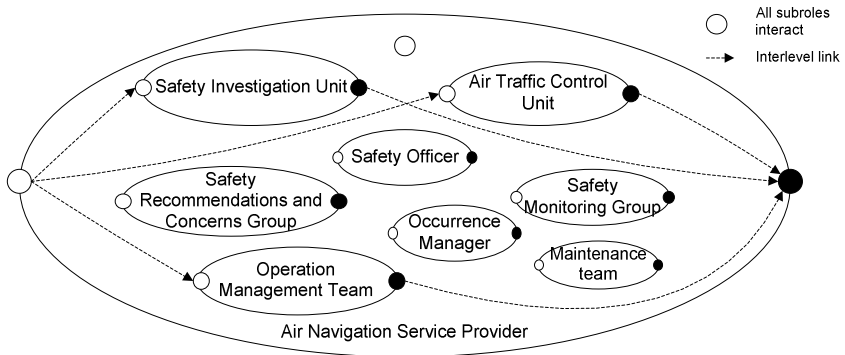 All subroles
interact
Interlevel link
Safety Investigation Unit
Air Traffic Control
Unit
Safety Officer
Safety
Recommendations and
Concerns Group
Safety
Monitoring Group
Occurrence
Manager
Maintenance
team
Operation
Management Team
Air Navigation Service Provider